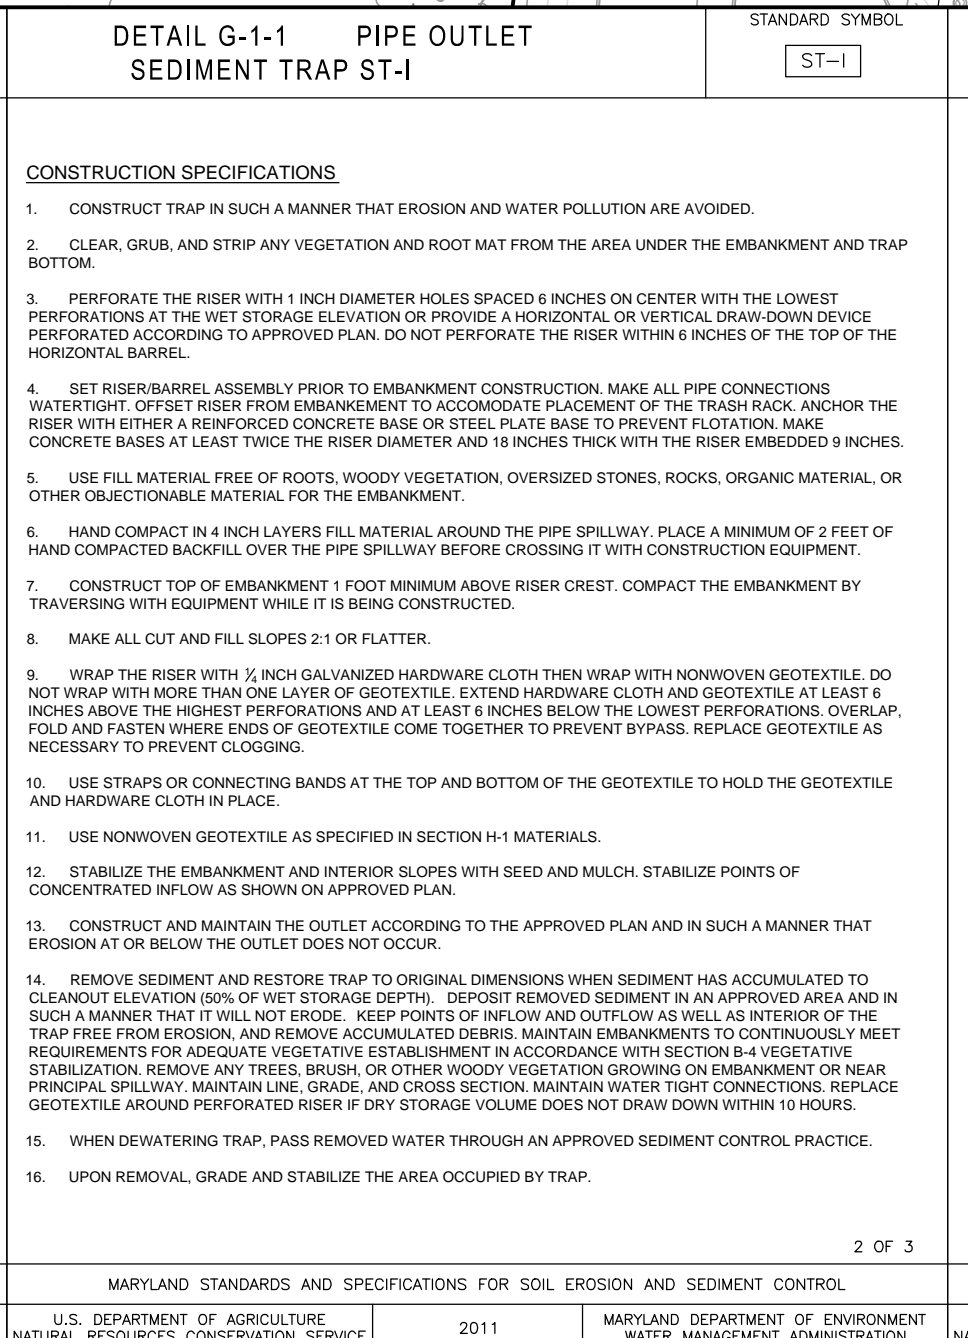 DETAIL G-1-1 PIPE OUTLET
SEDIMENT TRAP ST-I
STANDARD SYMBOL
ST-I
CONSTRUCTION SPECIFICATIONS
1. CONSTRUCT TRAP IN SUCH A MANNER THAT EROSION AND WATER POLLUTION ARE AVOIDED.
2. CLEAR, GRUB, AND STRIP ANY VEGETATION AND ROOT MAT FROM THE AREA UNDER THE EMBANKMENT AND TRAP
BOTTOM.
3. PERFORATE THE RISER WITH 1 INCH DIAMETER HOLES SPACED 6 INCHES ON CENTER WITH THE LOWEST
PERFORATIONS AT THE WET STORAGE ELEVATION OR PROVIDE A HORIZONTAL OR VERTICAL DRAW-DOWN DEVICE
PERFORATED ACCORDING TO APPROVED PLAN. DO NOT PERFORATE THE RISER WITHIN 6 INCHES OF THE TOP OF THE
HORIZONTAL BARREL.
4. SET RISER/BARREL ASSEMBLY PRIOR TO EMBANKMENT CONSTRUCTION. MAKE ALL PIPE CONNECTIONS
WATERTIGHT. OFFSET RISER FROM EMBANKEMENT TO ACCOMODATE PLACEMENT OF THE TRASH RACK. ANCHOR THE
RISER WITH EITHER A REINFORCED CONCRETE BASE OR STEEL PLATE BASE TO PREVENT FLOTATION. MAKE
CONCRETE BASES AT LEAST TWICE THE RISER DIAMETER AND 18 INCHES THICK WITH THE RISER EMBEDDED 9 INCHES.
5. USE FILL MATERIAL FREE OF ROOTS, WOODY VEGETATION, OVERSIZED STONES, ROCKS, ORGANIC MATERIAL, OR
OTHER OBJECTIONABLE MATERIAL FOR THE EMBANKMENT.
6. HAND COMPACT IN 4 INCH LAYERS FILL MATERIAL AROUND THE PIPE SPILLWAY. PLACE A MINIMUM OF 2 FEET OF
HAND COMPACTED BACKFILL OVER THE PIPE SPILLWAY BEFORE CROSSING IT WITH CONSTRUCTION EQUIPMENT.
7. CONSTRUCT TOP OF EMBANKMENT 1 FOOT MINIMUM ABOVE RISER CREST. COMPACT THE EMBANKMENT BY
TRAVERSING WITH EQUIPMENT WHILE IT IS BEING CONSTRUCTED.
8. MAKE ALL CUT AND FILL SLOPES 2:1 OR FLATTER.
9. WRAP THE RISER WITH ¼ INCH GALVANIZED HARDWARE CLOTH THEN WRAP WITH NONWOVEN GEOTEXTILE. DO
NOT WRAP WITH MORE THAN ONE LAYER OF GEOTEXTILE. EXTEND HARDWARE CLOTH AND GEOTEXTILE AT LEAST 6
INCHES ABOVE THE HIGHEST PERFORATIONS AND AT LEAST 6 INCHES BELOW THE LOWEST PERFORATIONS. OVERLAP,
FOLD AND FASTEN WHERE ENDS OF GEOTEXTILE COME TOGETHER TO PREVENT BYPASS. REPLACE GEOTEXTILE AS
NECESSARY TO PREVENT CLOGGING.
10. USE STRAPS OR CONNECTING BANDS AT THE TOP AND BOTTOM OF THE GEOTEXTILE TO HOLD THE GEOTEXTILE
AND HARDWARE CLOTH IN PLACE.
11. USE NONWOVEN GEOTEXTILE AS SPECIFIED IN SECTION H-1 MATERIALS.
12. STABILIZE THE EMBANKMENT AND INTERIOR SLOPES WITH SEED AND MULCH. STABILIZE POINTS OF
CONCENTRATED INFLOW AS SHOWN ON APPROVED PLAN.
13. CONSTRUCT AND MAINTAIN THE OUTLET ACCORDING TO THE APPROVED PLAN AND IN SUCH A MANNER THAT
EROSION AT OR BELOW THE OUTLET DOES NOT OCCUR.
14. REMOVE SEDIMENT AND RESTORE TRAP TO ORIGINAL DIMENSIONS WHEN SEDIMENT HAS ACCUMULATED TO
CLEANOUT ELEVATION (50% OF WET STORAGE DEPTH). DEPOSIT REMOVED SEDIMENT IN AN APPROVED AREA AND IN
SUCH A MANNER THAT IT WILL NOT ERODE. KEEP POINTS OF INFLOW AND OUTFLOW AS WELL AS INTERIOR OF THE
TRAP FREE FROM EROSION, AND REMOVE ACCUMULATED DEBRIS. MAINTAIN EMBANKMENTS TO CONTINUOUSLY MEET
REQUIREMENTS FOR ADEQUATE VEGETATIVE ESTABLISHMENT IN ACCORDANCE WITH SECTION B-4 VEGETATIVE
STABILIZATION. REMOVE ANY TREES, BRUSH, OR OTHER WOODY VEGETATION GROWING ON EMBANKMENT OR NEAR
PRINCIPAL SPILLWAY. MAINTAIN LINE, GRADE, AND CROSS SECTION. MAINTAIN WATER TIGHT CONNECTIONS. REPLACE
GEOTEXTILE AROUND PERFORATED RISER IF DRY STORAGE VOLUME DOES NOT DRAW DOWN WITHIN 10 HOURS.
15. WHEN DEWATERING TRAP, PASS REMOVED WATER THROUGH AN APPROVED SEDIMENT CONTROL PRACTICE.
16. UPON REMOVAL, GRADE AND STABILIZE THE AREA OCCUPIED BY TRAP.
2 OF 3
MARYLAND STANDARDS AND SPECIFICATIONS FOR SOIL EROSION AND SEDIMENT CONTROL
U.S. DEPARTMENT OF AGRICULTURE
NATURAL RESOURCES CONSERVATION SERVICE
2011
MARYLAND DEPARTMENT OF ENVIRONMENT
WATER MANAGEMENT ADMINISTRATION